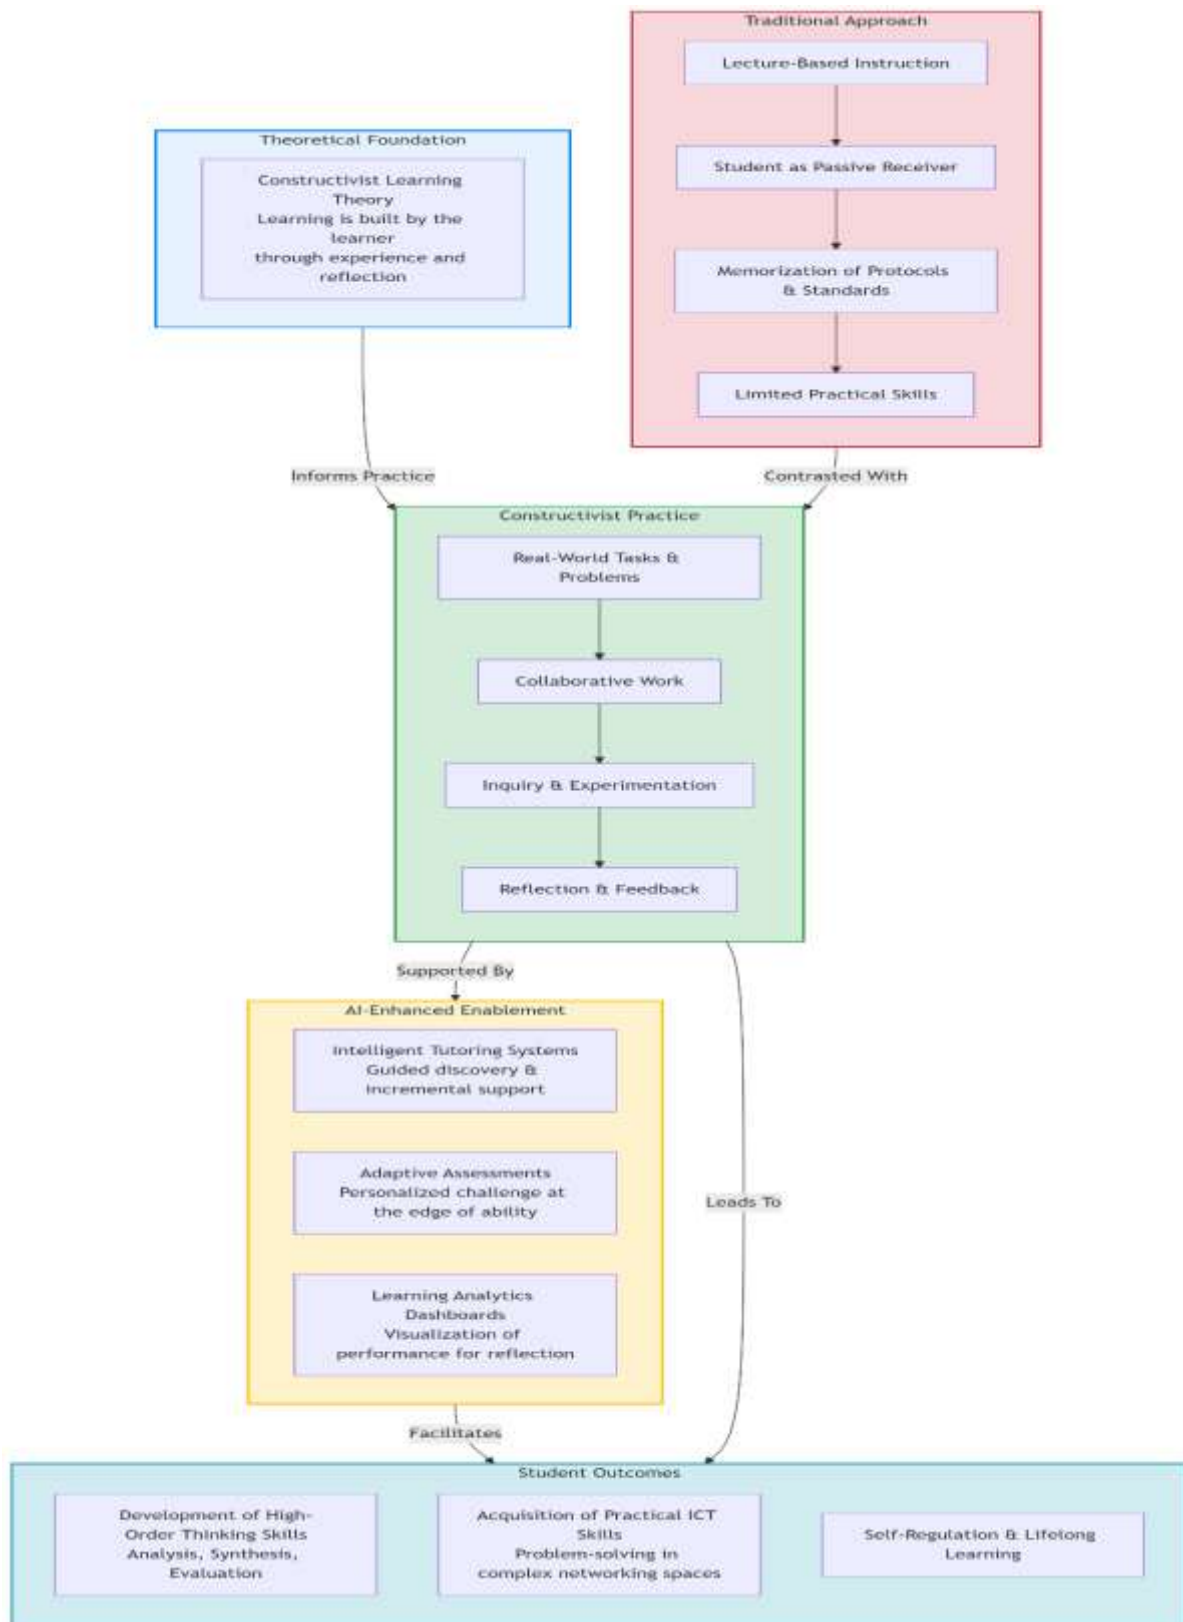 Traditional Approach
Lecture-Based Instruction
Student as Passive Receiver
Memorization of Protocols
& Standards
Limited Practical Skills
Theoretical Foundation
Constructivist Learning
Theory
Learning is built by the
learner
through experience and
reflection
Informs Practice
Contrasted With
Constructivist Practice
Real-World Tasks &
Problems
Collaborative Work
Inquiry & Experimentation
Reflection & Feedback
Supported By
AI-Enhanced Enablement
Intelligent Tutoring Systems
Guided discovery &
incremental support
Adaptive Assessments
Personalized challenge at
the edge of ability
Learning Analytics
Dashboards
Visualization of
performance for reflection
Leads To
Facilitates
Student Outcomes
Development of High-
Order Thinking Skills
Analysis, Synthesis,
Evaluation
Acquisition of Practical ICT
Skills
Problem-solving in
complex networking spaces
Self-Regulation & Lifelong
Learning